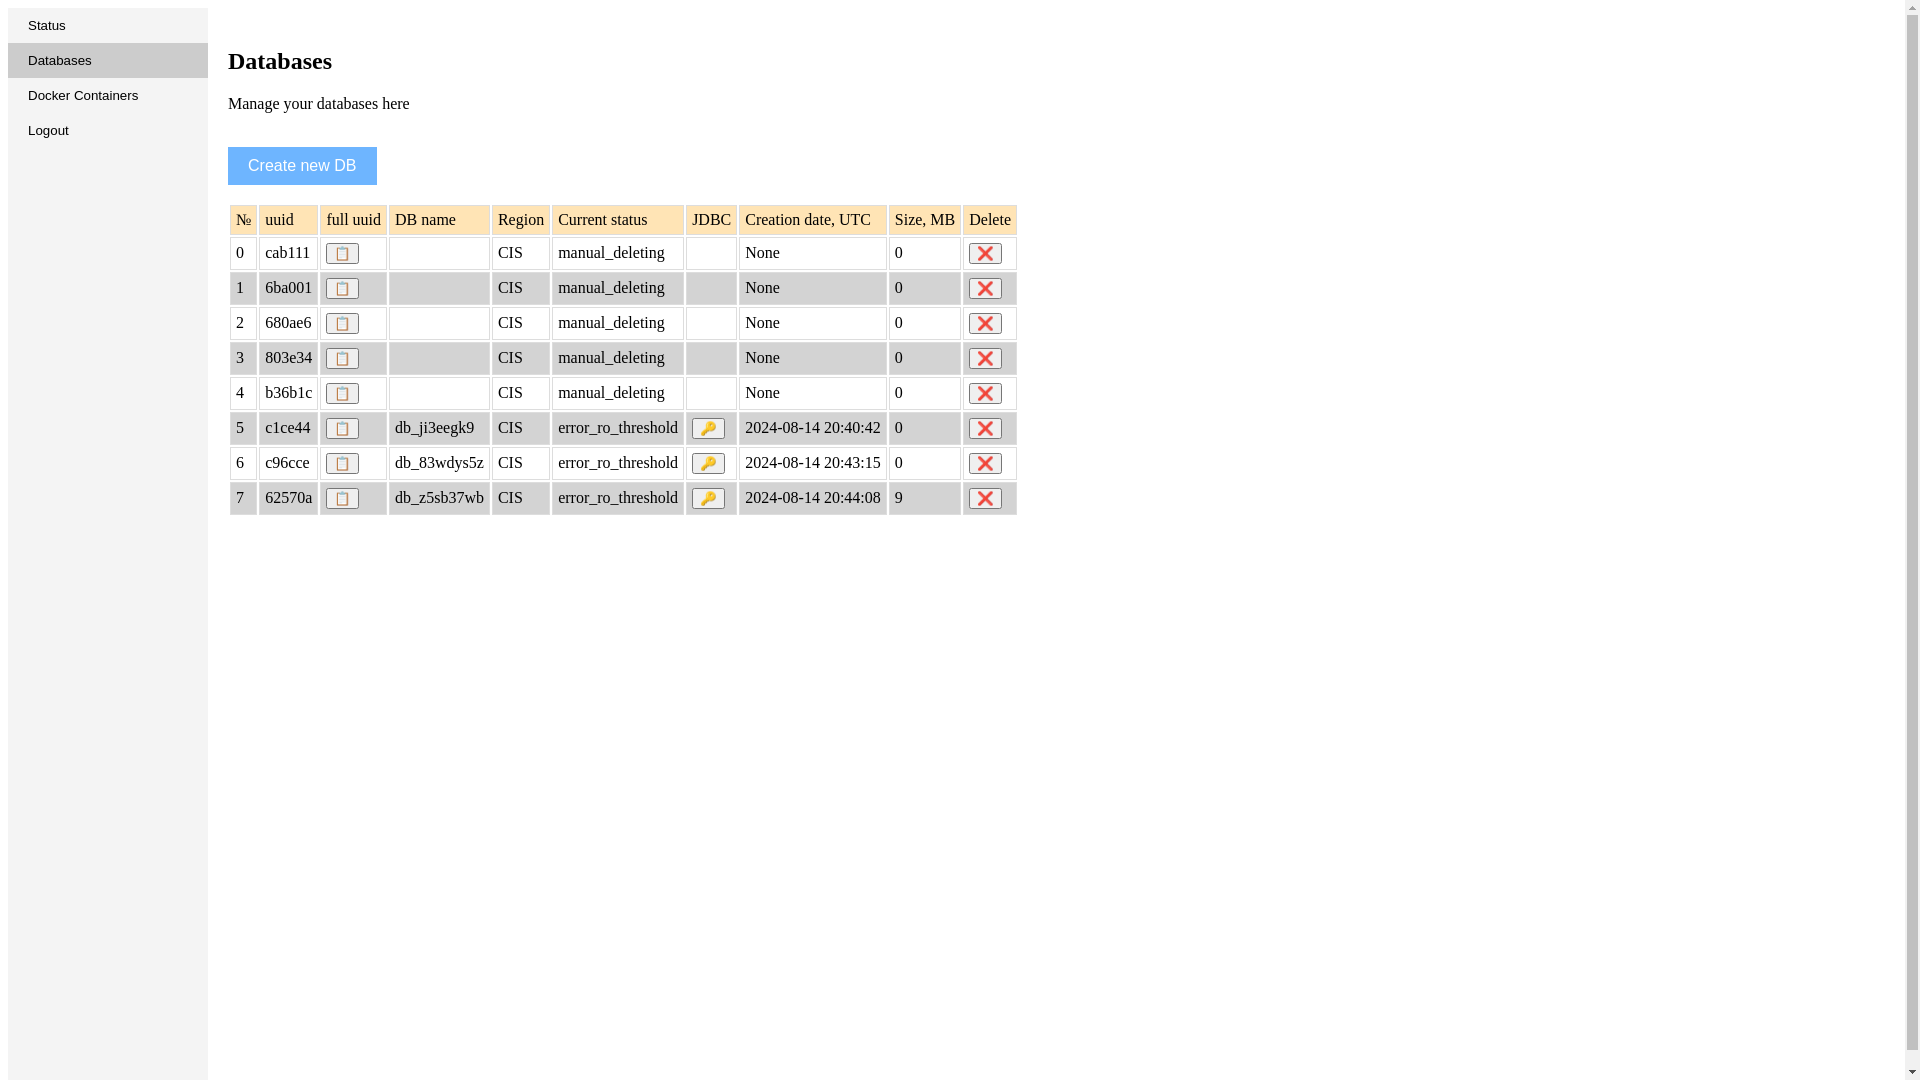 Status
Databases
Docker Containers
Logout
Databases
Manage your databases here
Create new DB
№ uuid full uuid DB name Region Current status JDBC Creation date, UTC Size, MB Delete
0 cab111 CIS manual_deleting None 0
1 6ba001 CIS manual_deleting None 0
2 680ae6 CIS manual_deleting None 0
3 803e34 CIS manual_deleting None 0
4 b36b1c CIS manual_deleting None 0
5 c1ce44 db_ji3eegk9 CIS error_ro_threshold 2024-08-14 20:40:42 0
6 c96cce db_83wdys5z CIS error_ro_threshold 2024-08-14 20:43:15 0
7 62570a db_z5sb37wb CIS error_ro_threshold 2024-08-14 20:44:08 9